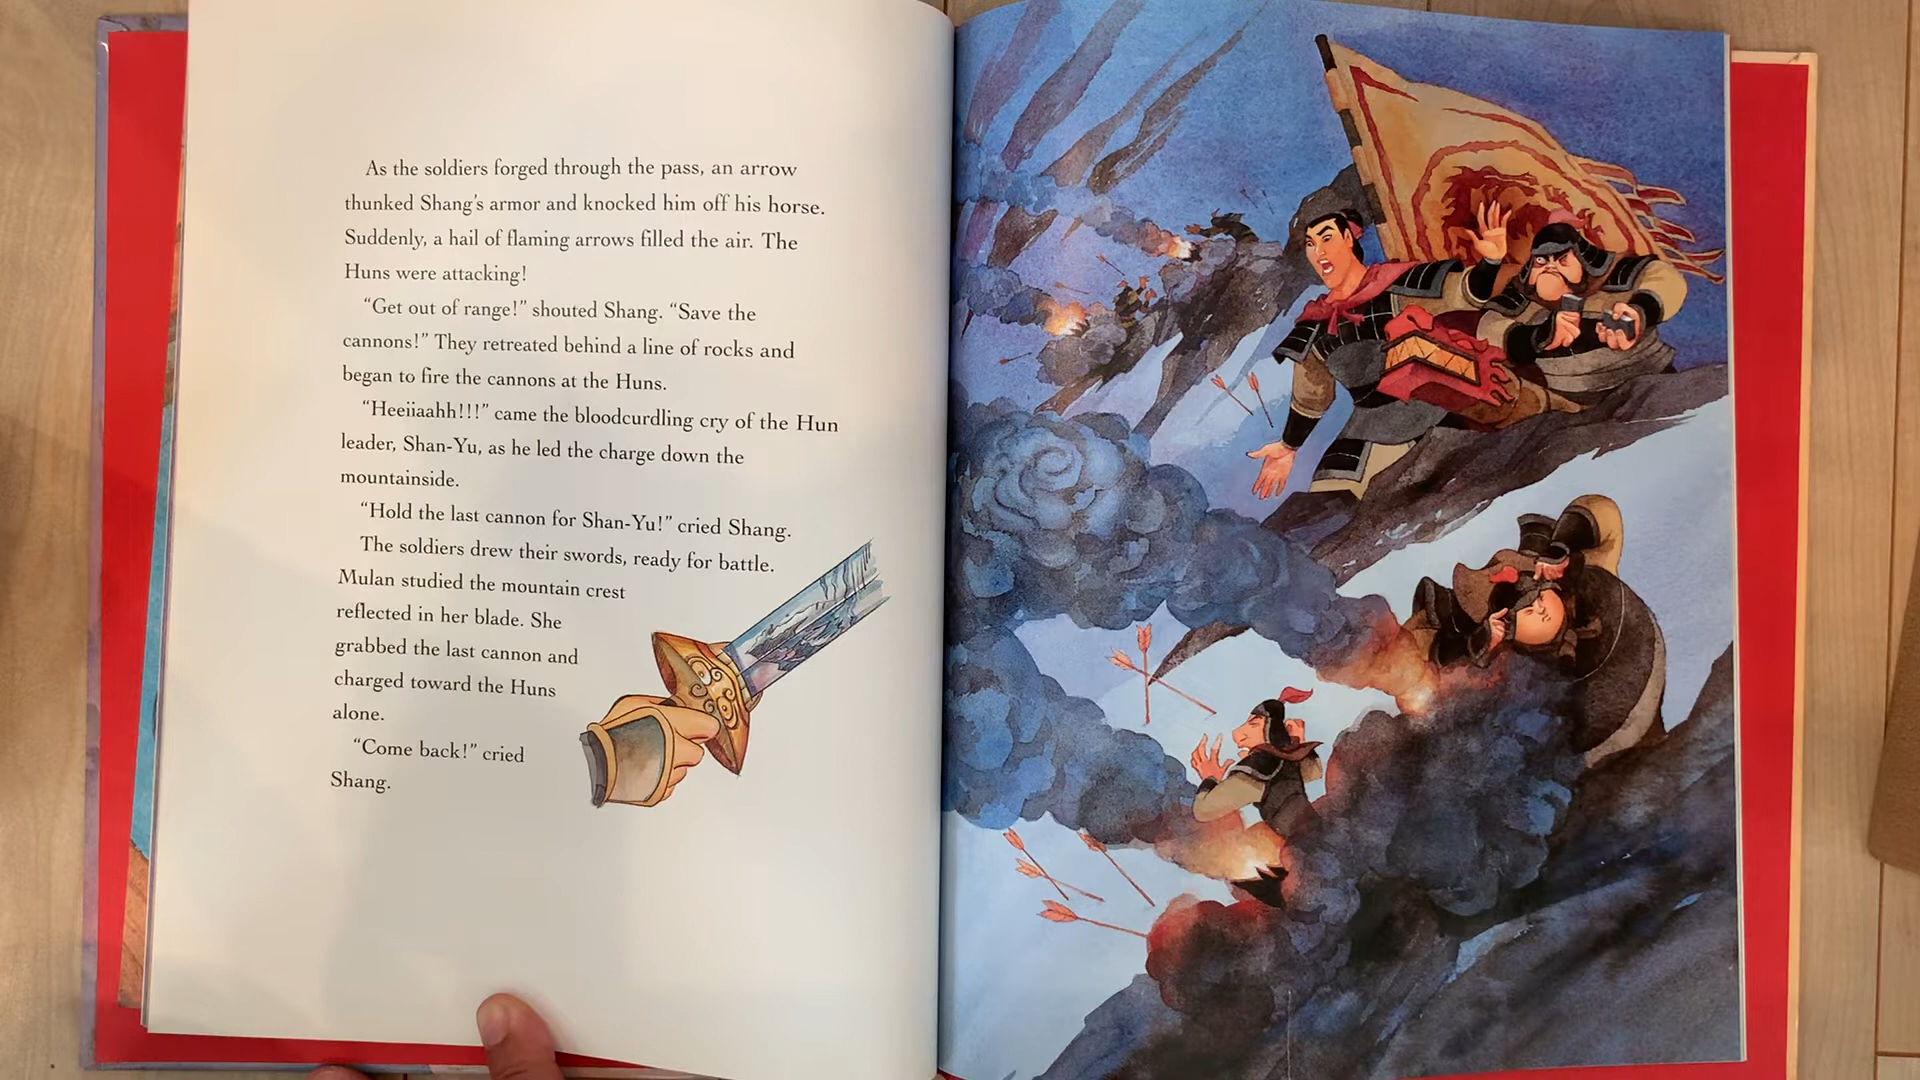 As the soldiers forged through the pass, an arrow
thunked Shang's armor and knocked him off his horse.
Suddenly, a hail of flaming arrows filled the air. The
Huns were attacking!
“Get out of range!” shouted Shang. “Save the
cannons!” They retreated behind a line of rocks and
began to fire the cannons at the Huns.
“Heeiiaahh!!!” came the bloodcurdling cry of the Hun
leader, Shan-Yu, as he led the charge down the
mountainside.
“Hold the last cannon for Shan-Yu!” cried Shang.
The soldiers drew their swords, ready for battle.
Mulan studied the mountain crest
reflected in her blade. She
grabbed the last cannon and
charged toward the Huns
alone.
“Come back!” cried
Shang.